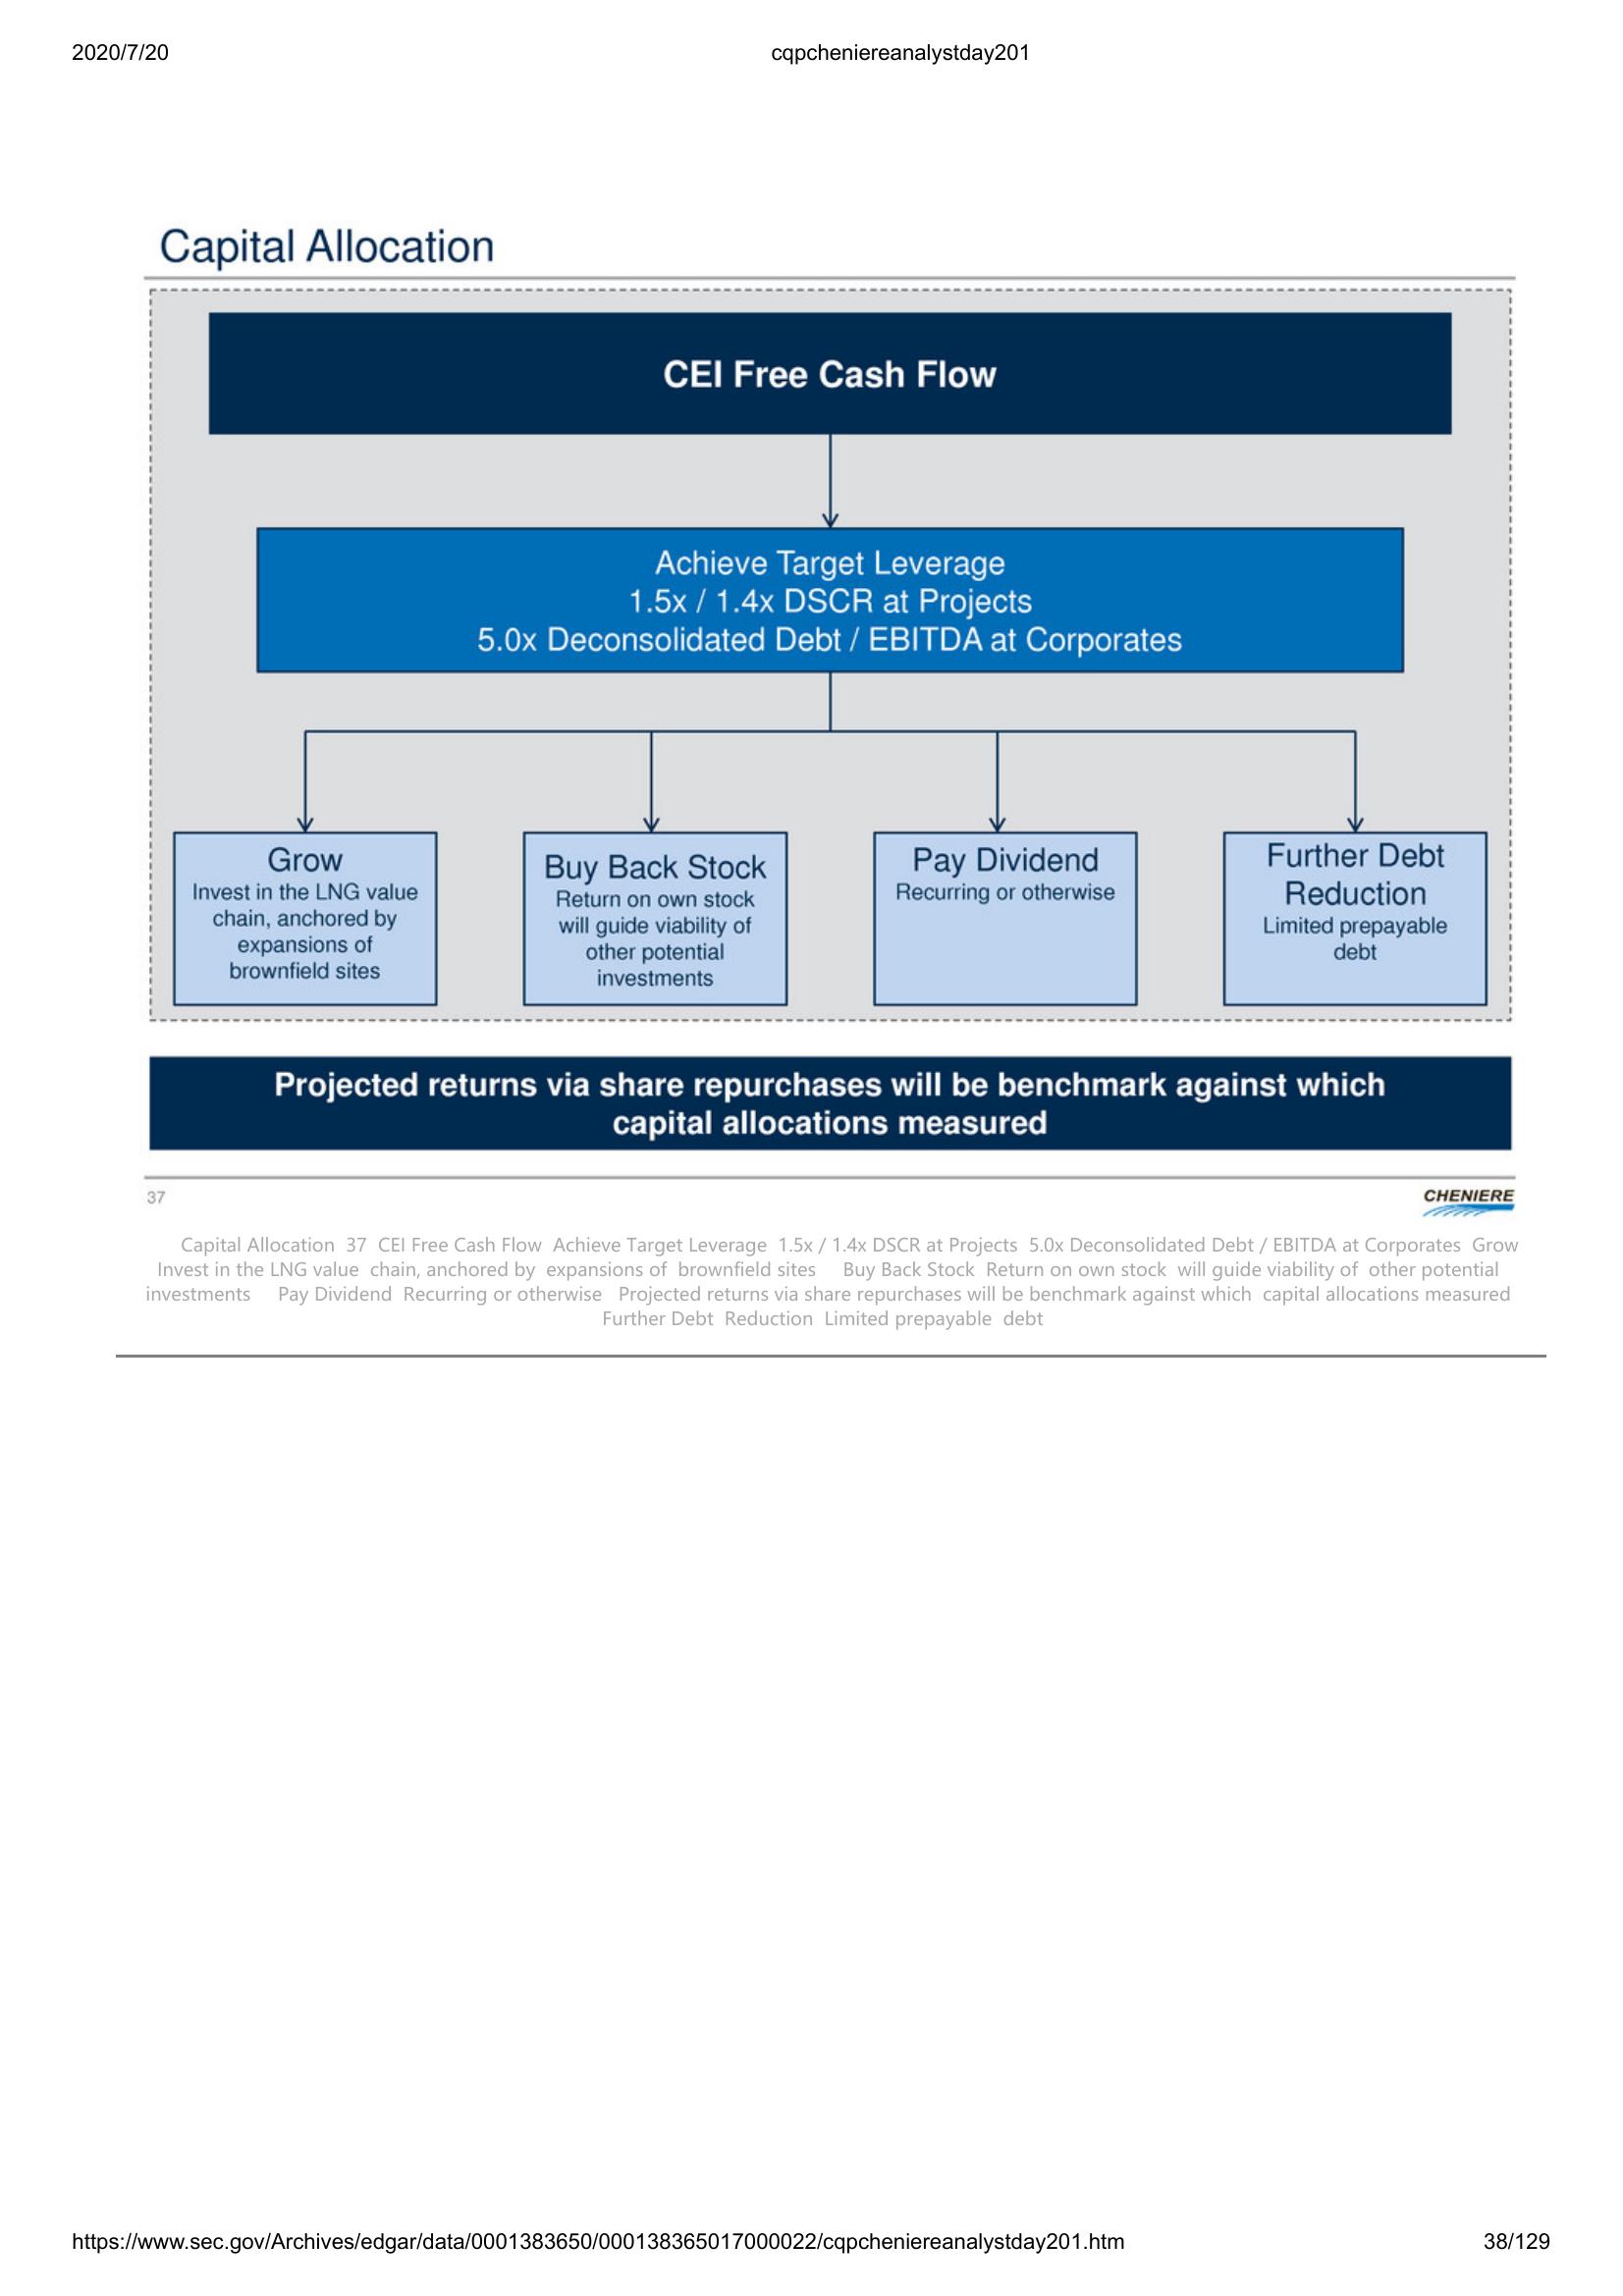 2020/7/20
cqpcheniereanalystday201
Capital Allocation
CEI Free Cash Flow
Achieve Target Leverage
1.5x / 1.4x DSCR at Projects
5.0x Deconsolidated Debt / EBITDA at Corporates
Grow
Invest in the LNG value
chain, anchored by
expansions of
brownfield sites
Buy Back Stock
Return on own stock
will guide viability of
other potential
investments
Pay Dividend
Recurring or otherwise
Further Debt
Reduction
Limited prepayable
debt
Projected returns via share repurchases will be benchmark against which
capital allocations measured
37
CHENIERE
Capital Allocation 37 CEI Free Cash Flow Achieve Target Leverage 1.5x / 1.4x DSCR at Projects 5.0x Deconsolidated Debt / EBITDA at Corporates Grow
Invest in the LNG value chain, anchored by expansions of brownfield sites Buy Back Stock Return on own stock will guide viability of other potential
investments Pay Dividend Recurring or otherwise Projected returns via share repurchases will be benchmark against which capital allocations measured
Further Debt Reduction Limited prepayable debt
https://www.sec.gov/Archives/edgar/data/0001383650/000138365017000022/cqpcheniereanalystday201.htm
38/129